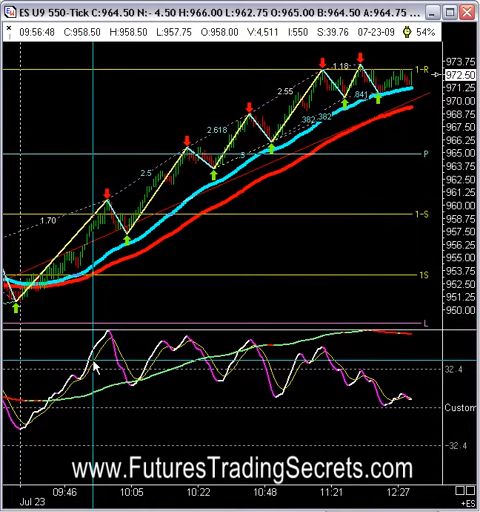 ES U9 550-Tick C:964.50 N:- 4.50 H:966.00 L:962.75 O:965.00 B:964.50 A:964.75 ...
09:56:48 C:958.50 H:958.50 L:957.75 O:958.00 V:4,511 I:550 S:39.76 07-23-09 54%
973.75
1-R
972.50
971.25
970.00
968.75
967.50
966.25
965.00
963.75
962.50
961.25
960.00
958.75
957.50
956.25
955.00
953.75
952.50
951.25
950.00
1.18
2.55
.841
.382
.382
2.618
.5
P
2.5
1.70
1-S
1S
L
32.4
Custom
-32.4
www.FuturesTradingSecrets.com
09:46 10:05 10:22 10:48 11:21 12:27
Jul 23
+ES